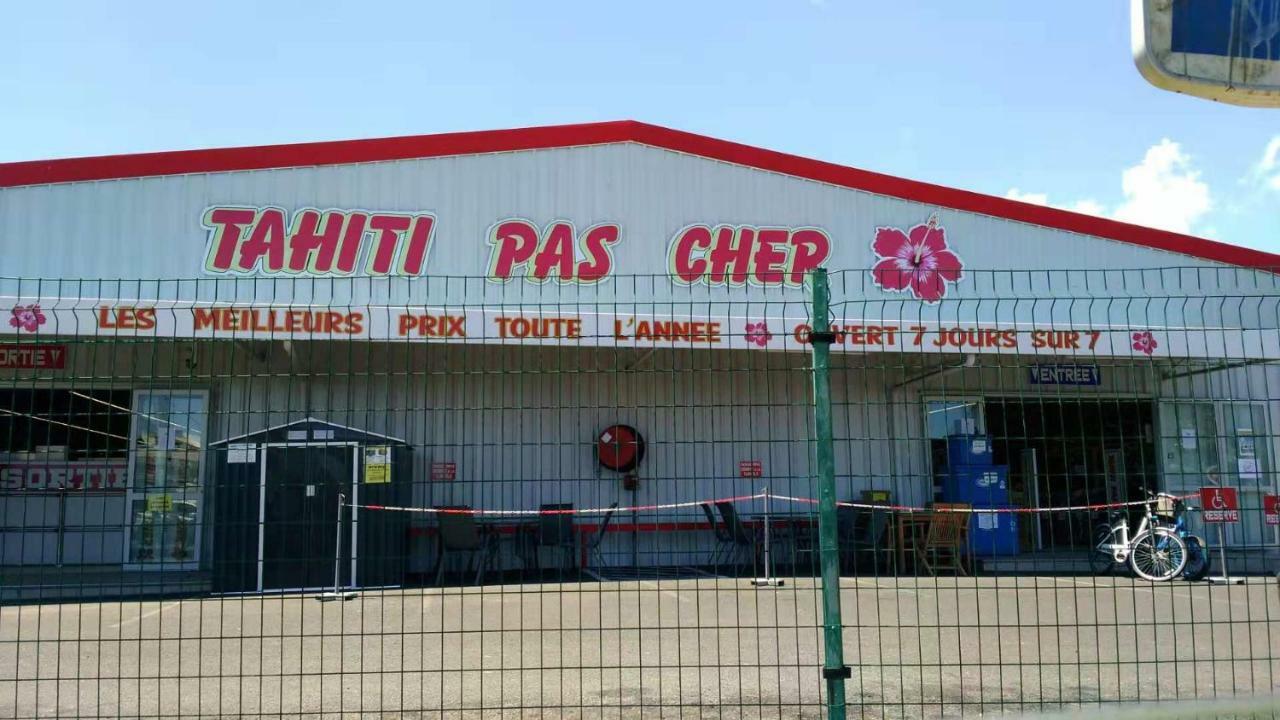 TAHITI PAS CHER
LES MEILLEURS PRIX TOUTE L'ANNEE OUVERT 7 JOURS SUR 7
SORTIE
ENTREE
SORTIE
RESERVE